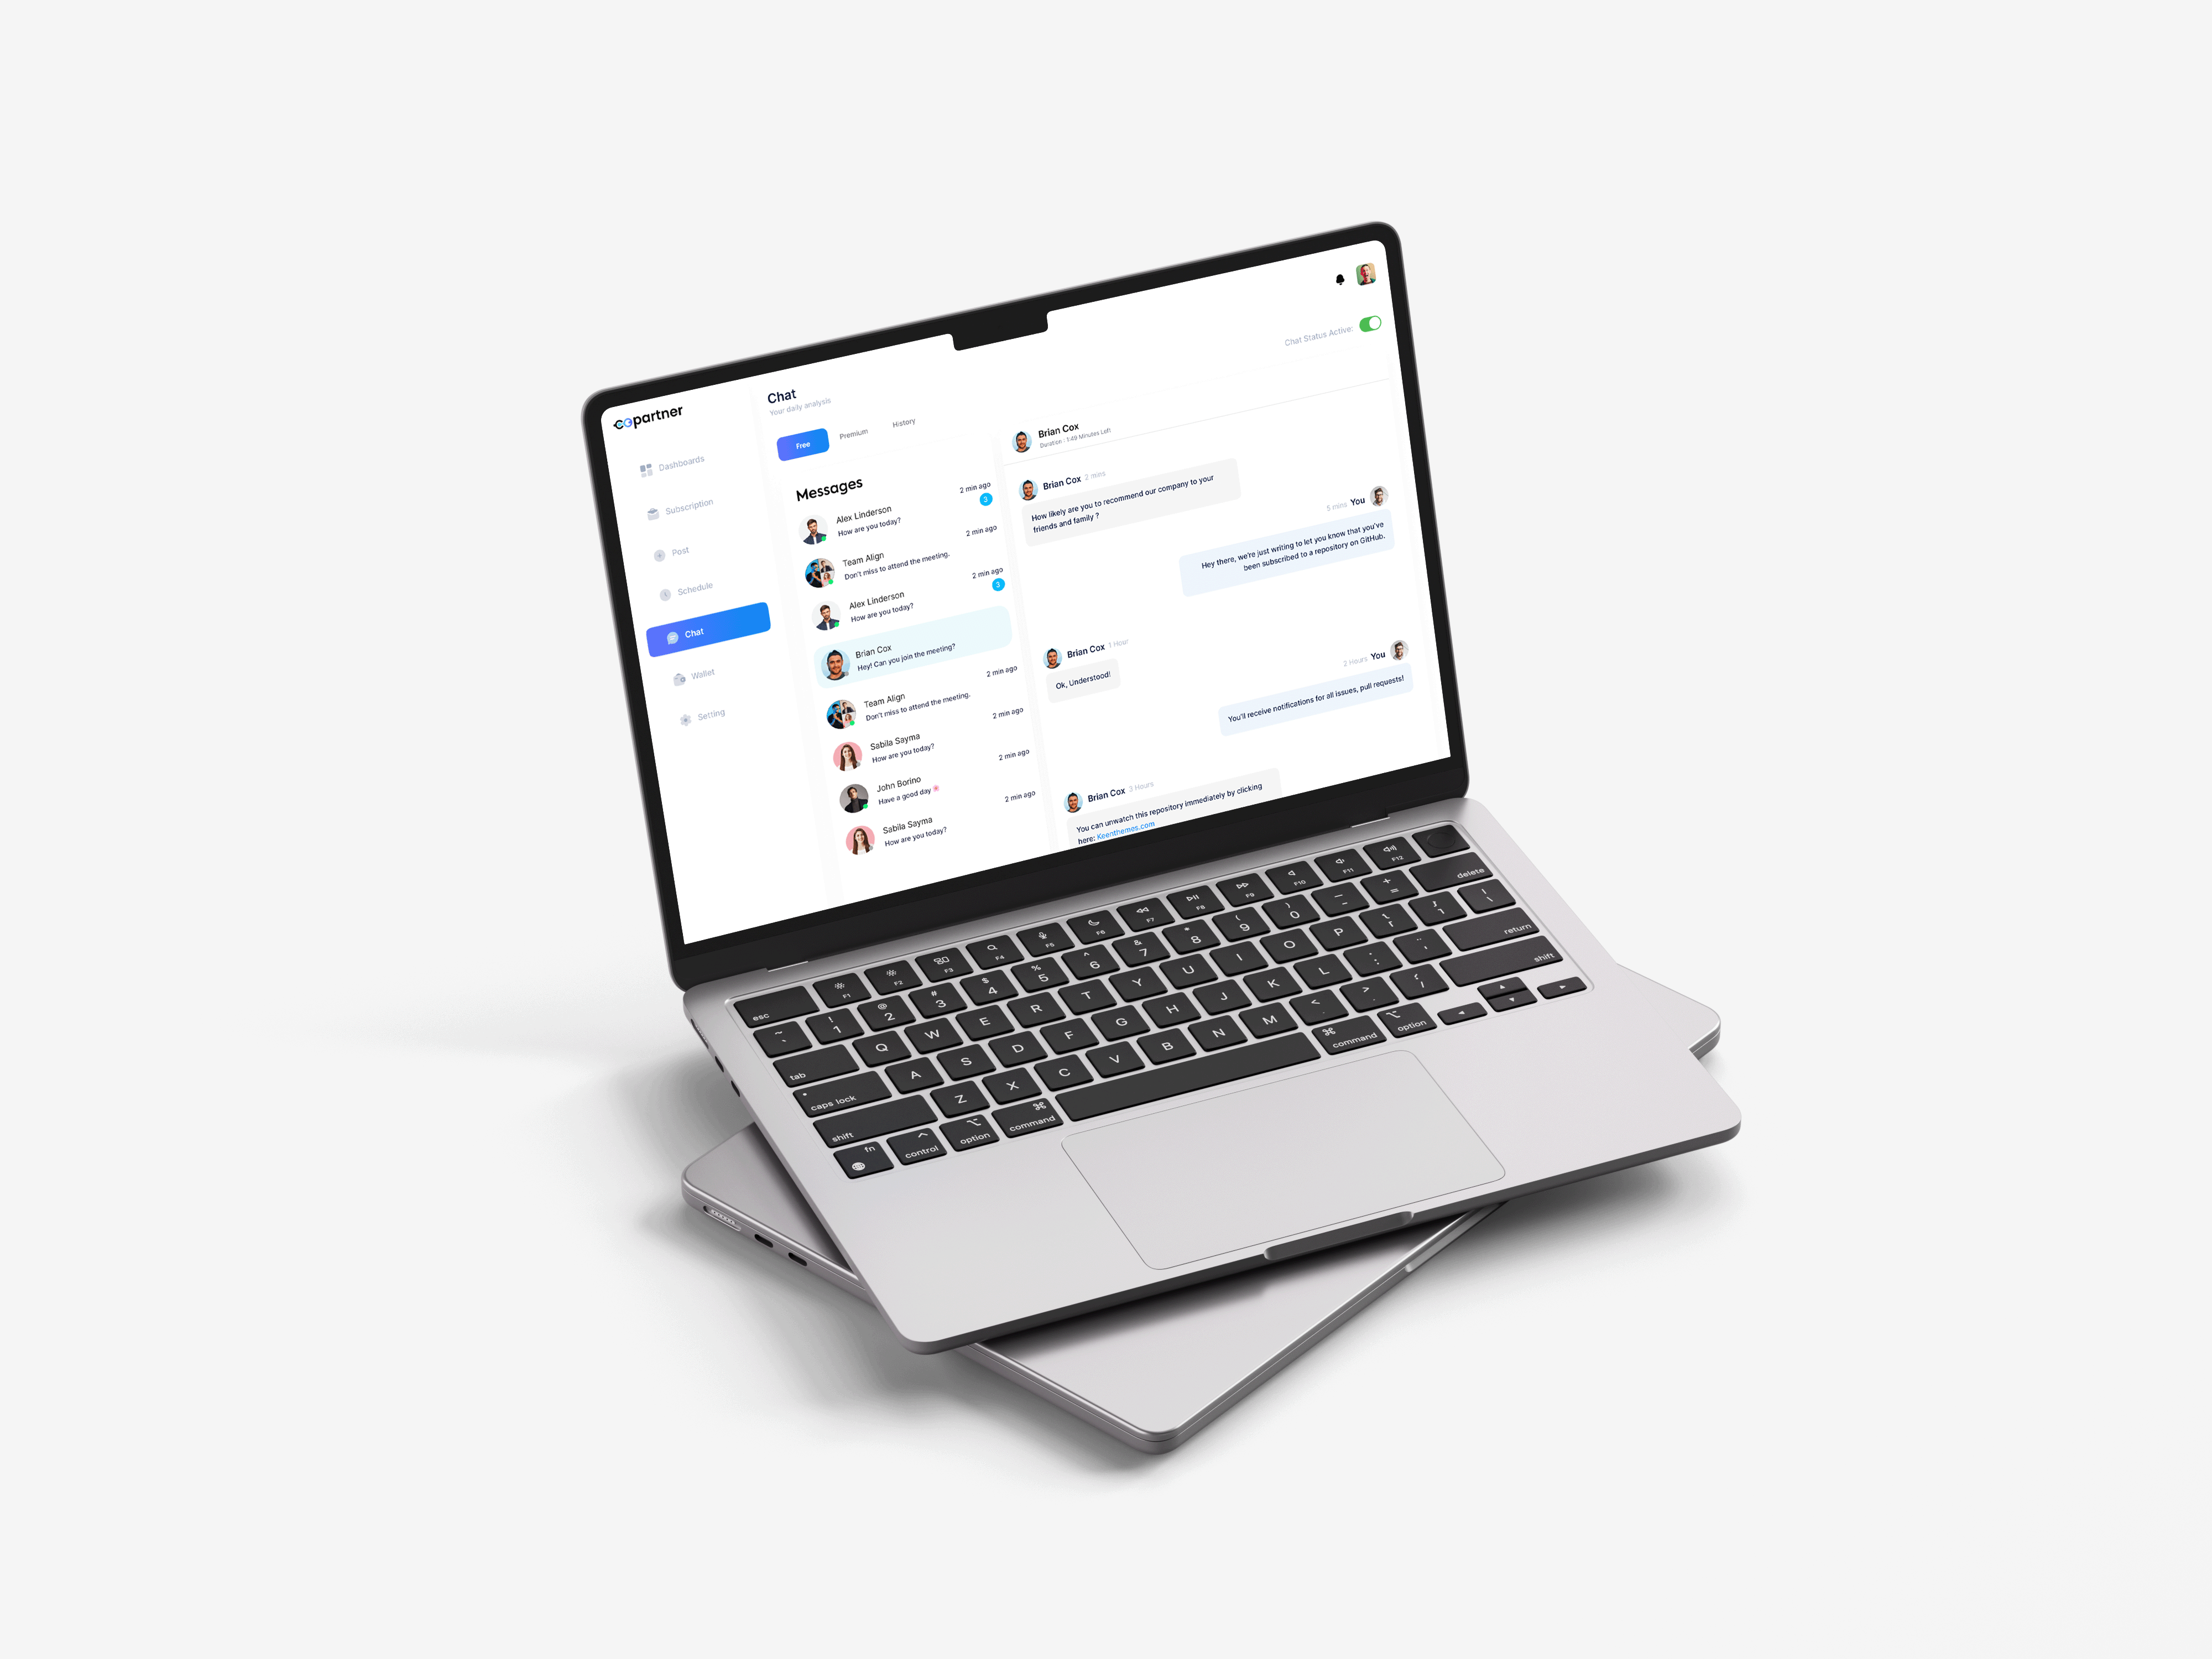 copartner
Dashboards
Subscription
Post
Schedule
Chat
Wallet
Setting
Chat
Your daily analysis
Free
Premium
History
Chat Status Active:
Messages
Alex Linderson
How are you today?
2 min ago
3
Team Align
Don't miss to attend the meeting.
2 min ago
Alex Linderson
How are you today?
2 min ago
3
Brian Cox
Hey! Can you join the meeting?
Team Align
Don't miss to attend the meeting.
2 min ago
Sabila Sayma
How are you today?
2 min ago
John Borino
Have a good day
2 min ago
Sabila Sayma
How are you today?
2 min ago
Brian Cox
Duration : 1:49 Minutes Left
Brian Cox 2 mins
How likely are you to recommend our company to your
friends and family ?
5 mins You
Hey there, we're just writing to let you know that you've
been subscribed to a repository on GitHub.
Brian Cox 1 Hour
Ok, Understood!
2 Hours You
You'll receive notifications for all issues, pull requests!
Brian Cox 3 Hours
You can unwatch this repository immediately by clicking
here: Keenthemes.com
esc F1 F2 F3 F4 F5 F6 F7 F8 F9 F10 F11 F12
~ ! @ # $ % ^ & * ( ) — +
` 1 2 3 4 5 6 7 8 9 0 - = delete
tab Q W E R T Y U I O P
caps lock A S D F G H J K L : ; return
shift Z X C V B N M < > shift
fn control option command command option